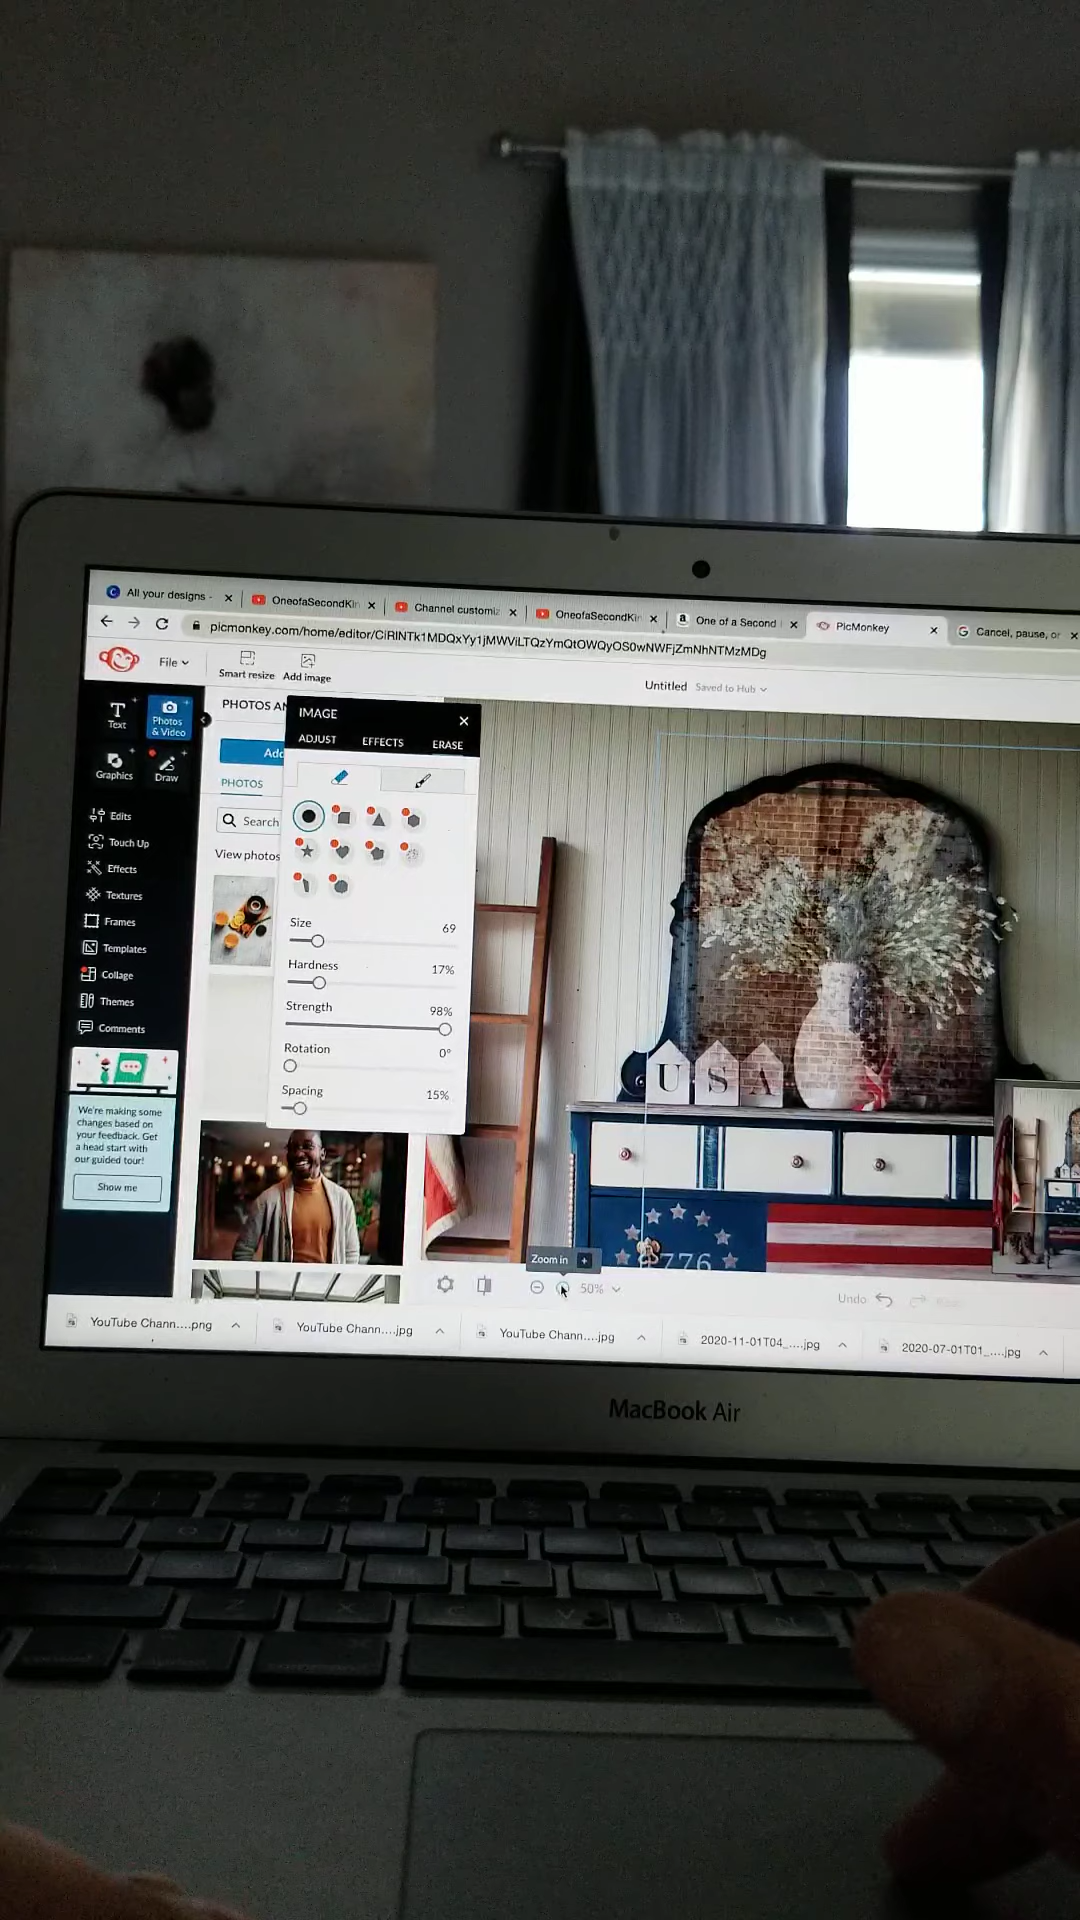 All your designs -
OneofaSecondKin
Channel customiz
OneofaSecondKin
One of a Second
PicMonkey
Cancel, pause, or
picmonkey.com/home/editor/CiRlNTk1MDQxYy1jMWViLTQzYmQtOWQyOS0wNWFjZmNhNTMzMDg
File
Smart resize
Add image
Untitled
Saved to Hub
Text
Photos
& Video
Graphics
Draw
Edits
Touch Up
Effects
Textures
Frames
Templates
Collage
Themes
Comments
We're making some
changes based on
your feedback. Get
a head start with
our guided tour!
Show me
PHOTOS AN
Add
PHOTOS
Search
View photos
IMAGE
ADJUST
EFFECTS
ERASE
Size
69
Hardness
17%
Strength
98%
Rotation
0°
Spacing
15%
USA
1776
Zoom in +
50%
Undo
YouTube Chann....png
YouTube Chann....jpg
YouTube Chann....jpg
2020-11-01T04_....jpg
2020-07-01T01_....jpg
MacBook Air
Q
W
Z
X
C
V
B
N